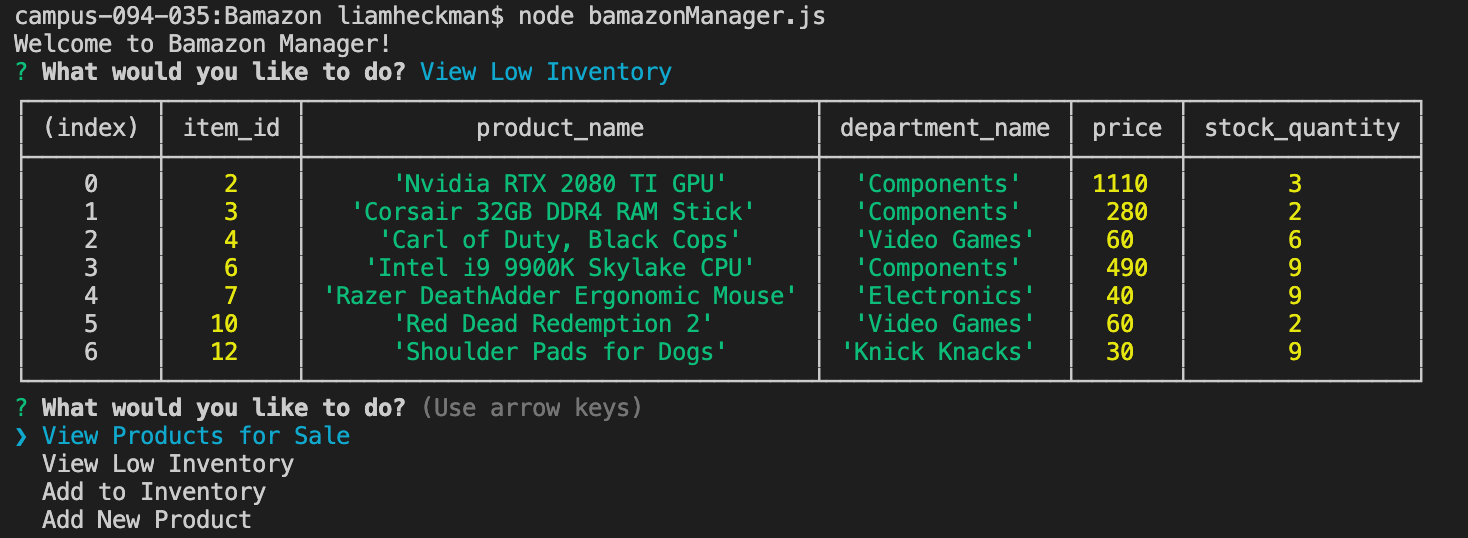 campus-094-035:Bamazon liamheckman$ node bamazonManager.js
Welcome to Bamazon Manager!
? What would you like to do? View Low Inventory
(index) item_id product_name department_name price stock_quantity
0 2 'Nvidia RTX 2080 TI GPU' 'Components' 1110 3
1 3 'Corsair 32GB DDR4 RAM Stick' 'Components' 280 2
2 4 'Carl of Duty, Black Cops' 'Video Games' 60 6
3 6 'Intel i9 9900K Skylake CPU' 'Components' 490 9
4 7 'Razer DeathAdder Ergonomic Mouse' 'Electronics' 40 9
5 10 'Red Dead Redemption 2' 'Video Games' 60 2
6 12 'Shoulder Pads for Dogs' 'Knick Knacks' 30 9
? What would you like to do? (Use arrow keys)
❯ View Products for Sale
View Low Inventory
Add to Inventory
Add New Product